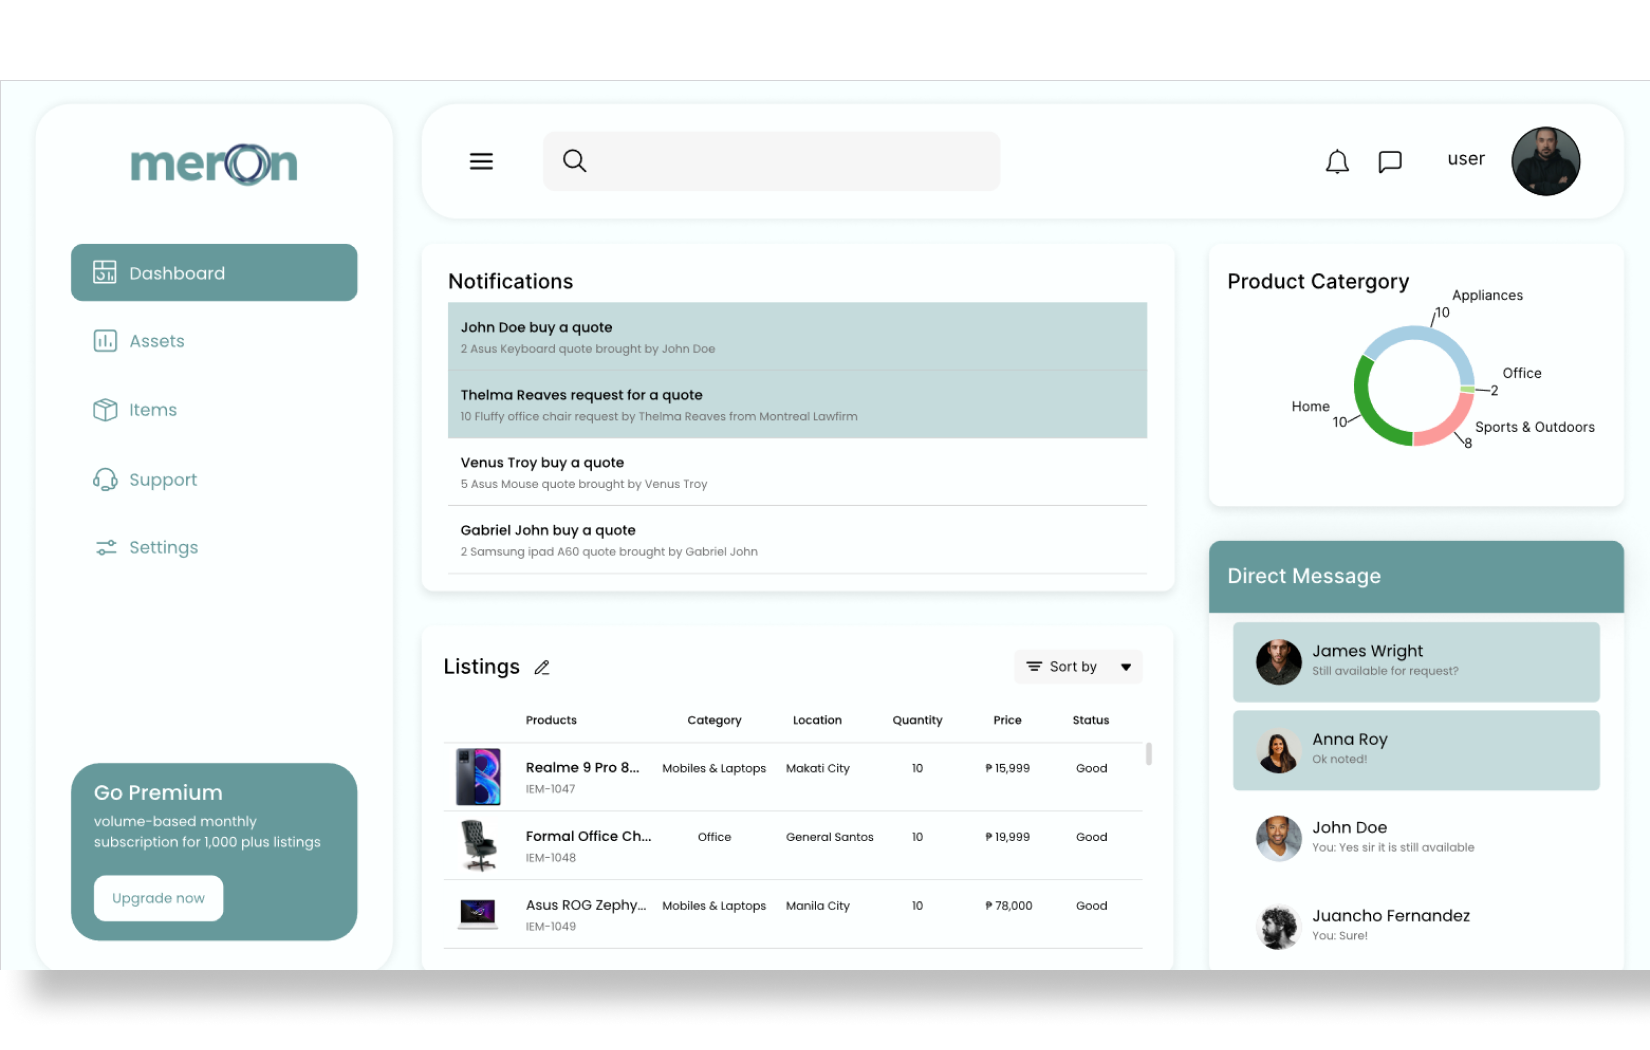 meron
user
Dashboard
Assets
Items
Support
Settings
Go Premium
volume-based monthly
subscription for 1,000 plus listings
Upgrade now
Notifications
John Doe buy a quote
2 Asus Keyboard quote brought by John Doe
Thelma Reaves request for a quote
10 Fluffy office chair request by Thelma Reaves from Montreal Lawfirm
Venus Troy buy a quote
5 Asus Mouse quote brought by Venus Troy
Gabriel John buy a quote
2 Samsung ipad A60 quote brought by Gabriel John
Product Catergory
Appliances
10
Office
2
Home
10
Sports & Outdoors
8
Listings
Sort by
Products Category Location Quantity Price Status
Realme 9 Pro 8... Mobiles & Laptops Makati City 10 ₱ 15,999 Good
IEM-1047
Formal Office Ch... Office General Santos 10 ₱ 19,999 Good
IEM-1048
Asus ROG Zephy... Mobiles & Laptops Manila City 10 ₱ 78,000 Good
IEM-1049
Direct Message
James Wright
Still available for request?
Anna Roy
Ok noted!
John Doe
You: Yes sir it is still available
Juancho Fernandez
You: Sure!